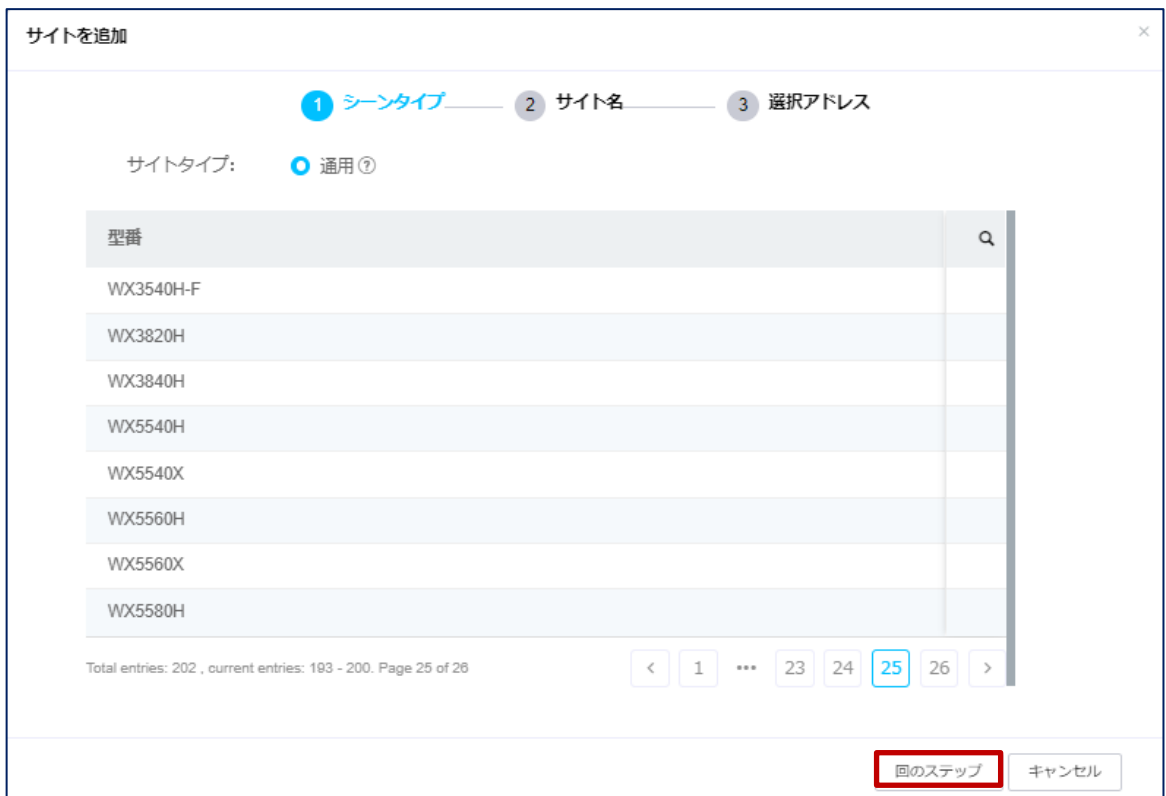 サイトを追加
×
1 シーンタイプ 2 サイト名 3 選択アドレス
サイトタイプ: 通用 ?
型番
WX3540H-F
WX3820H
WX3840H
WX5540H
WX5540X
WX5560H
WX5560X
WX5580H
Total entries: 202 , current entries: 193 - 200. Page 25 of 26
< 1 ••• 23 24 25 26 >
回のステップ キャンセル